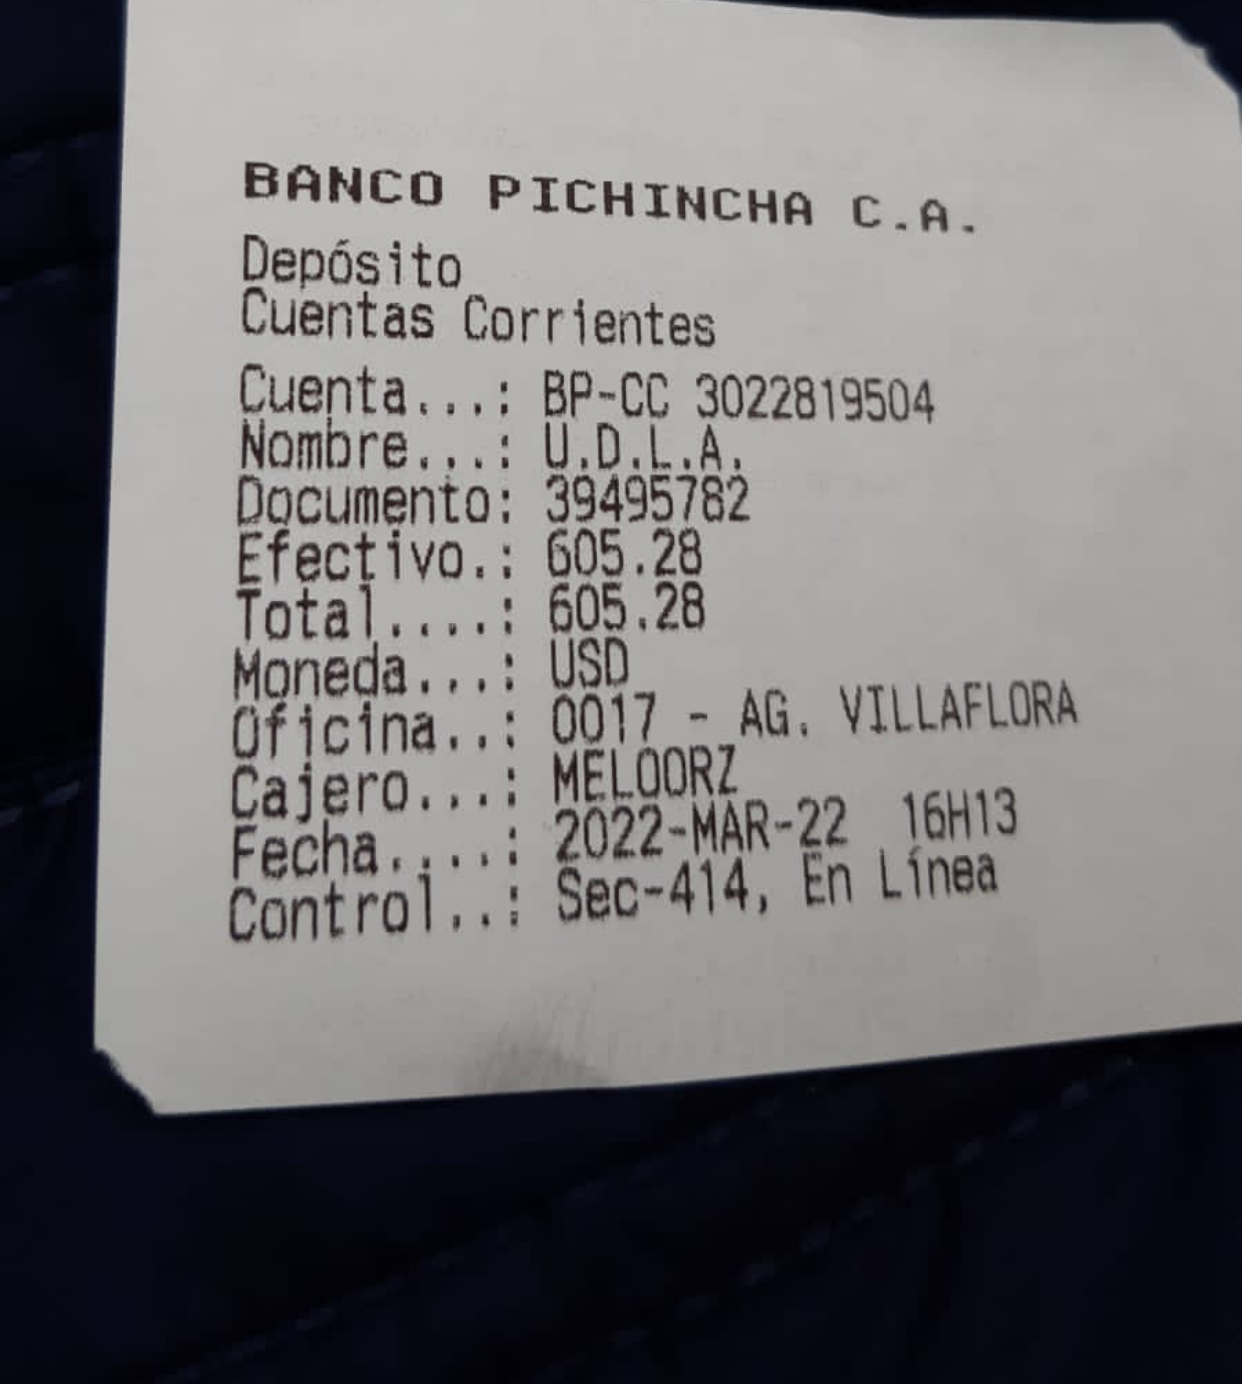 BANCO PICHINCHA C.A.
Depósito
Cuentas Corrientes
Cuenta...: BP-CC 3022819504
Nombre...: U.D.L.A.
Documento: 39495782
Efectivo.: 605.28
Total....: 605.28
Moneda...: USD
Oficina..: 0017 - AG. VILLAFLORA
Cajero...: MELOORZ
Fecha....: 2022-MAR-22 16H13
Control..: Sec-414, En Línea